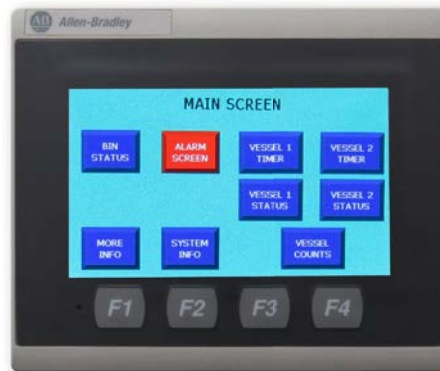 AB Allen-Bradley
MAIN SCREEN
BIN
STATUS
ALARM
SCREEN
VESSEL 1
TIMER
VESSEL 2
TIMER
VESSEL 1
STATUS
VESSEL 2
STATUS
MORE
INFO
SYSTEM
INFO
VESSEL
COUNTS
F1 F2 F3 F4